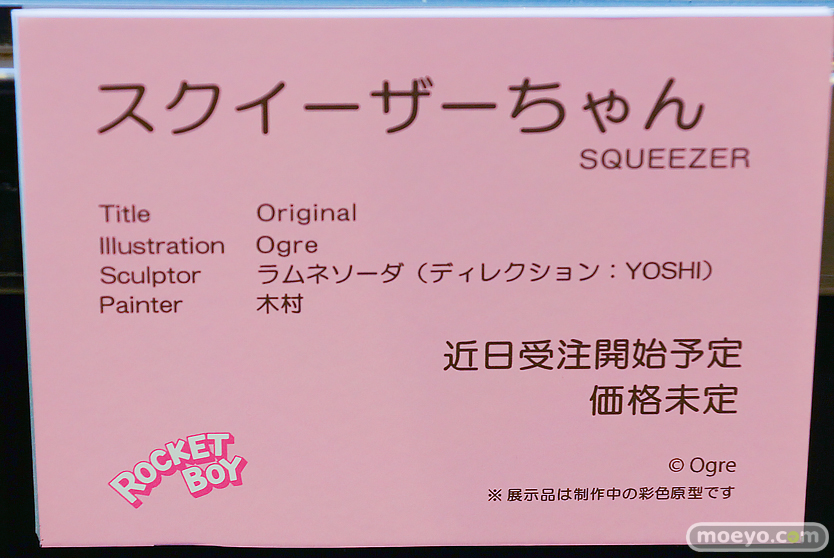 スクイーザーちゃん
SQUEEZER
Title Original
Illustration Ogre
Sculptor ラムネソーダ（ディレクション：YOSHI）
Painter 木村
近日受注開始予定
価格未定
ROCKET
BOY
© Ogre
※ 展示品は制作中の彩色原型です
moeyo.com